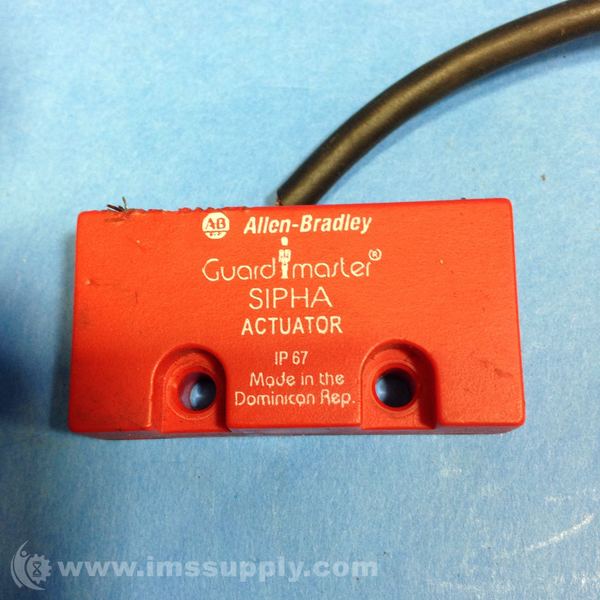 AB Allen-Bradley
Guardmaster®
SIPHA
ACTUATOR
IP 67
Made in the
Dominican Rep.
www.imssupply.com